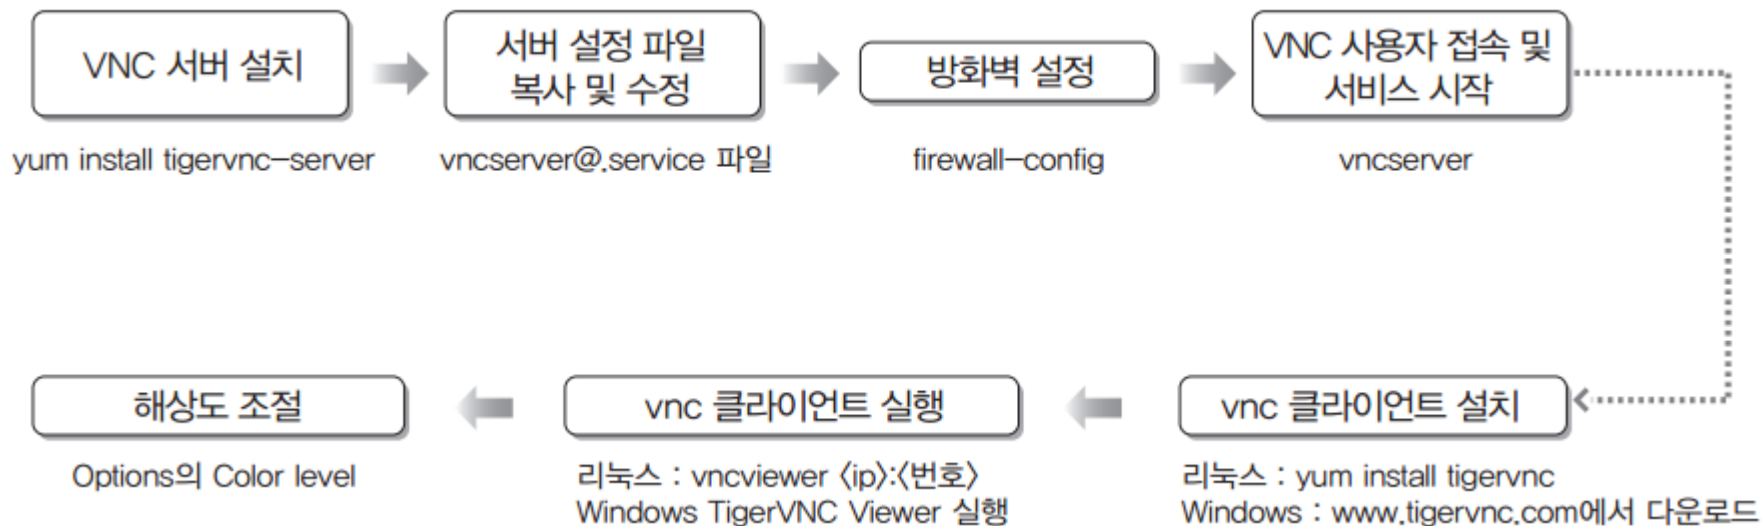 VNC 서버 설치
yum install tigervnc-server
서버 설정 파일
복사 및 수정
vncserver@.service 파일
방화벽 설정
firewall-config
VNC 사용자 접속 및
서비스 시작
vncserver
vnc 클라이언트 설치
리눅스 : yum install tigervnc
Windows : www.tigervnc.com에서 다운로드
vnc 클라이언트 실행
리눅스 : vncviewer 〈ip〉:〈번호〉
Windows TigerVNC Viewer 실행
해상도 조절
Options의 Color level